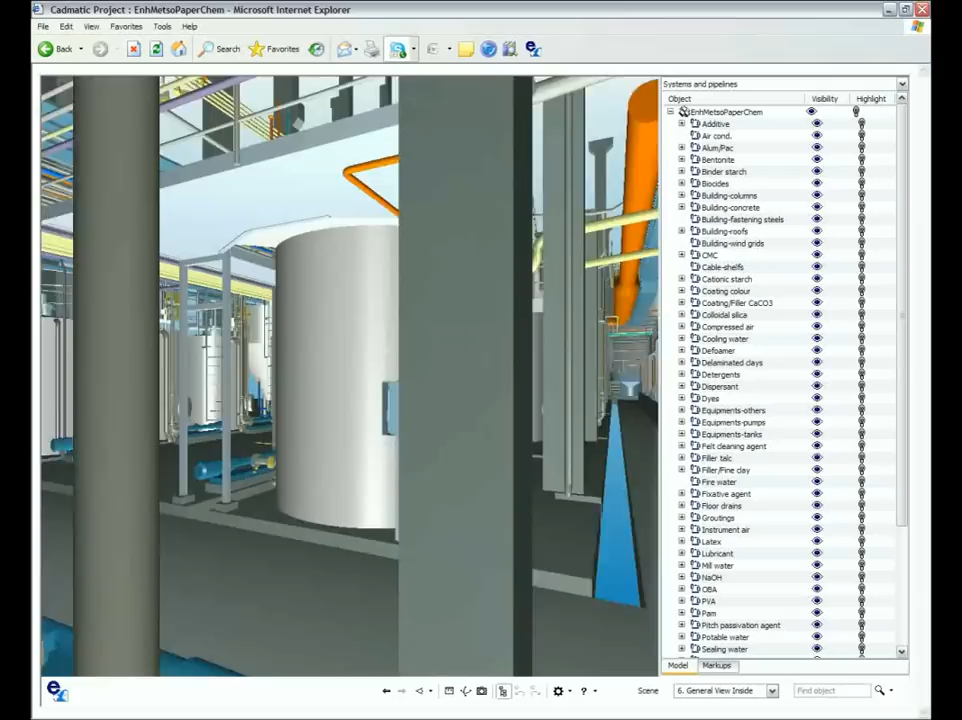 Cadmatic Project : EnhMetsoPaperChem - Microsoft Internet Explorer
File Edit View Favorites Tools Help
Back Search Favorites
Systems and pipelines
Object Visibility Highlight
EnhMetsoPaperChem
Additive
Air cond.
Alum/Pac
Bentonite
Binder starch
Biocides
Building-columns
Building-concrete
Building-fastening steels
Building-roofs
Building-wind grids
CMC
Cable-shelfs
Cationic starch
Coating colour
Coating/Filler CaCO3
Colloidal silica
Compressed air
Cooling water
Defoamer
Delaminated clays
Detergents
Dispersant
Dyes
Equipments-others
Equipments-pumps
Equipments-tanks
Felt cleaning agent
Filler talc
Filler/Fine clay
Fire water
Fixative agent
Floor drains
Groutings
Instrument air
Latex
Lubricant
Mill water
NaOH
OBA
PVA
Pam
Pitch passivation agent
Potable water
Sealing water
Model Markups
Scene 6. General View Inside Find object